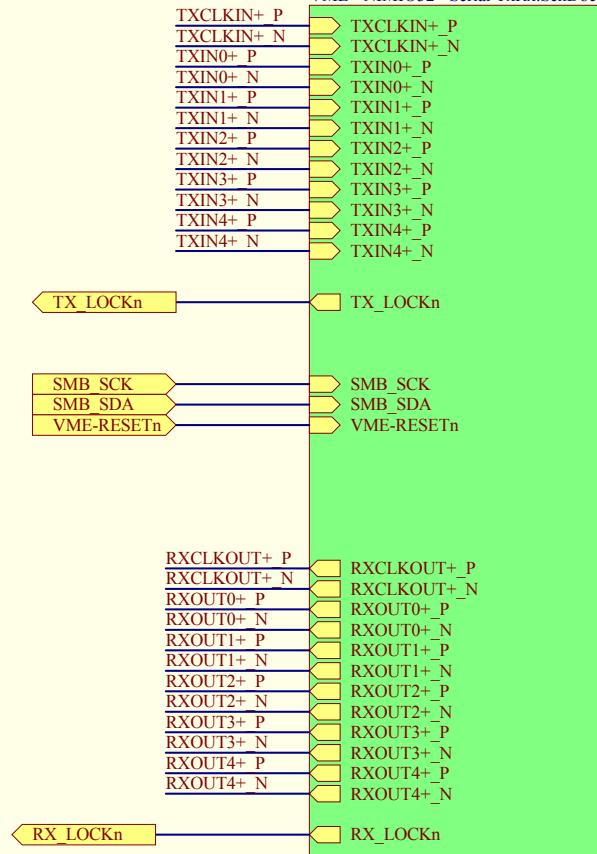 TXCLKIN+_P TXCLKIN+_P
TXCLKIN+_N TXCLKIN+_N
TXIN0+_P TXIN0+_P
TXIN0+_N TXIN0+_N
TXIN1+_P TXIN1+_P
TXIN1+_N TXIN1+_N
TXIN2+_P TXIN2+_P
TXIN2+_N TXIN2+_N
TXIN3+_P TXIN3+_P
TXIN3+_N TXIN3+_N
TXIN4+_P TXIN4+_P
TXIN4+_N TXIN4+_N
TX_LOCKn TX_LOCKn
SMB_SCK SMB_SCK
SMB_SDA SMB_SDA
VME-RESETn VME-RESETn
RXCLKOUT+_P RXCLKOUT+_P
RXCLKOUT+_N RXCLKOUT+_N
RXOUT0+_P RXOUT0+_P
RXOUT0+_N RXOUT0+_N
RXOUT1+_P RXOUT1+_P
RXOUT1+_N RXOUT1+_N
RXOUT2+_P RXOUT2+_P
RXOUT2+_N RXOUT2+_N
RXOUT3+_P RXOUT3+_P
RXOUT3+_N RXOUT3+_N
RXOUT4+_P RXOUT4+_P
RXOUT4+_N RXOUT4+_N
RX_LOCKn RX_LOCKn